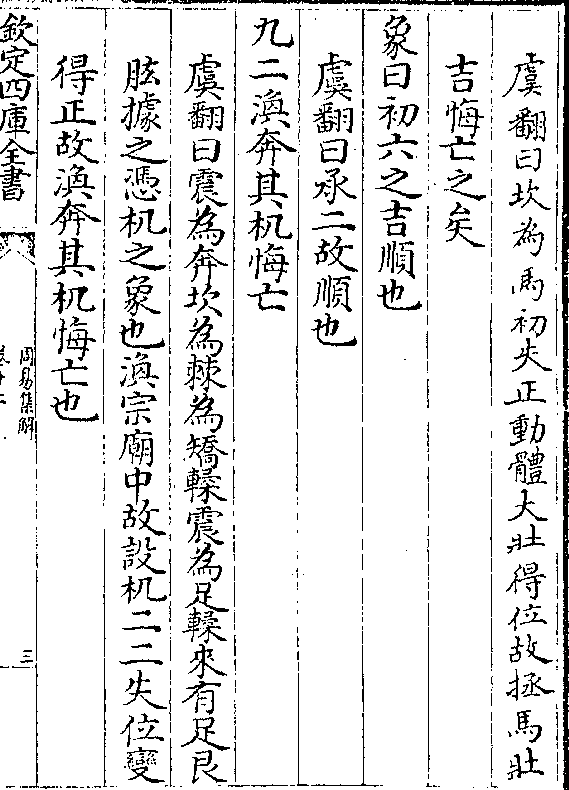 虞翻曰坎為馬初失正動體大壯得位故拯馬壯
吉悔亡之矣
象曰初六之吉順也
虞翻曰承二故順也
九二渙奔其机悔亡
虞翻曰震為奔坎為棘為矯輮震為足輮來有足艮
肱據之憑机之象也渙宗廟中故設机二二失位變
得正故渙奔其机悔亡也
欽定四庫全書
周易集解
三